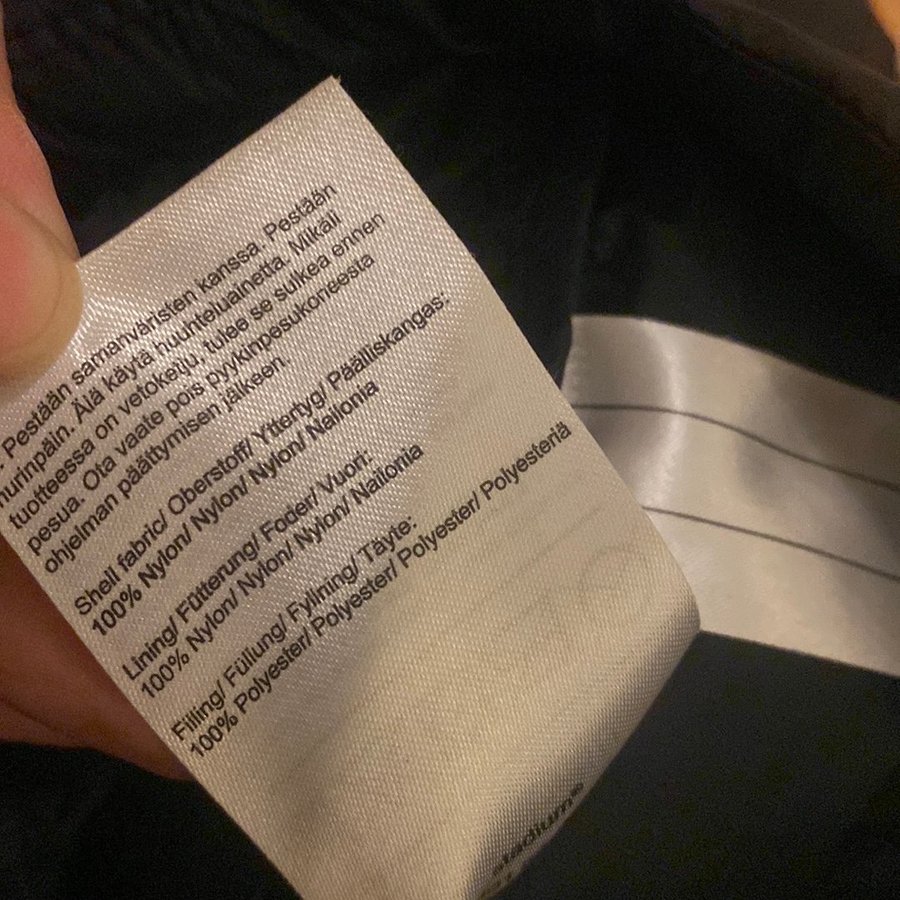 Pestään samanväristen kanssa. Pestään
nurinpäin. Älä käytä huuhteluainetta. Mikäli
tuotteessa on vetoketju, tulee se sulkea ennen
pesua. Ota vaate pois pyykinpesukoneesta
ohjelman päättymisen jälkeen.
Shell fabric/ Oberstoff/ Yttertyg/ Päälliskangas:
100% Nylon/ Nylon/ Nylon/ Nailonia
Lining/ Fütterung/ Foder/ Vuori:
100% Nylon/ Nylon/ Nylon/ Nailonia
Filling/ Füllung/ Fyllning/ Täyte:
100% Polyester/ Polyester/ Polyester/ Polyesteriä